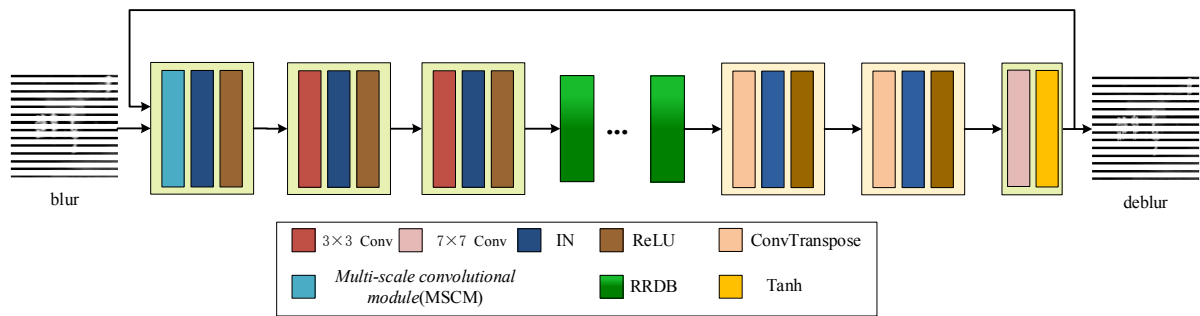 blur
...
deblur
3×3 Conv
7×7 Conv
IN
ReLU
ConvTranspose
Multi-scale convolutional
module(MSCM)
RRDB
Tanh